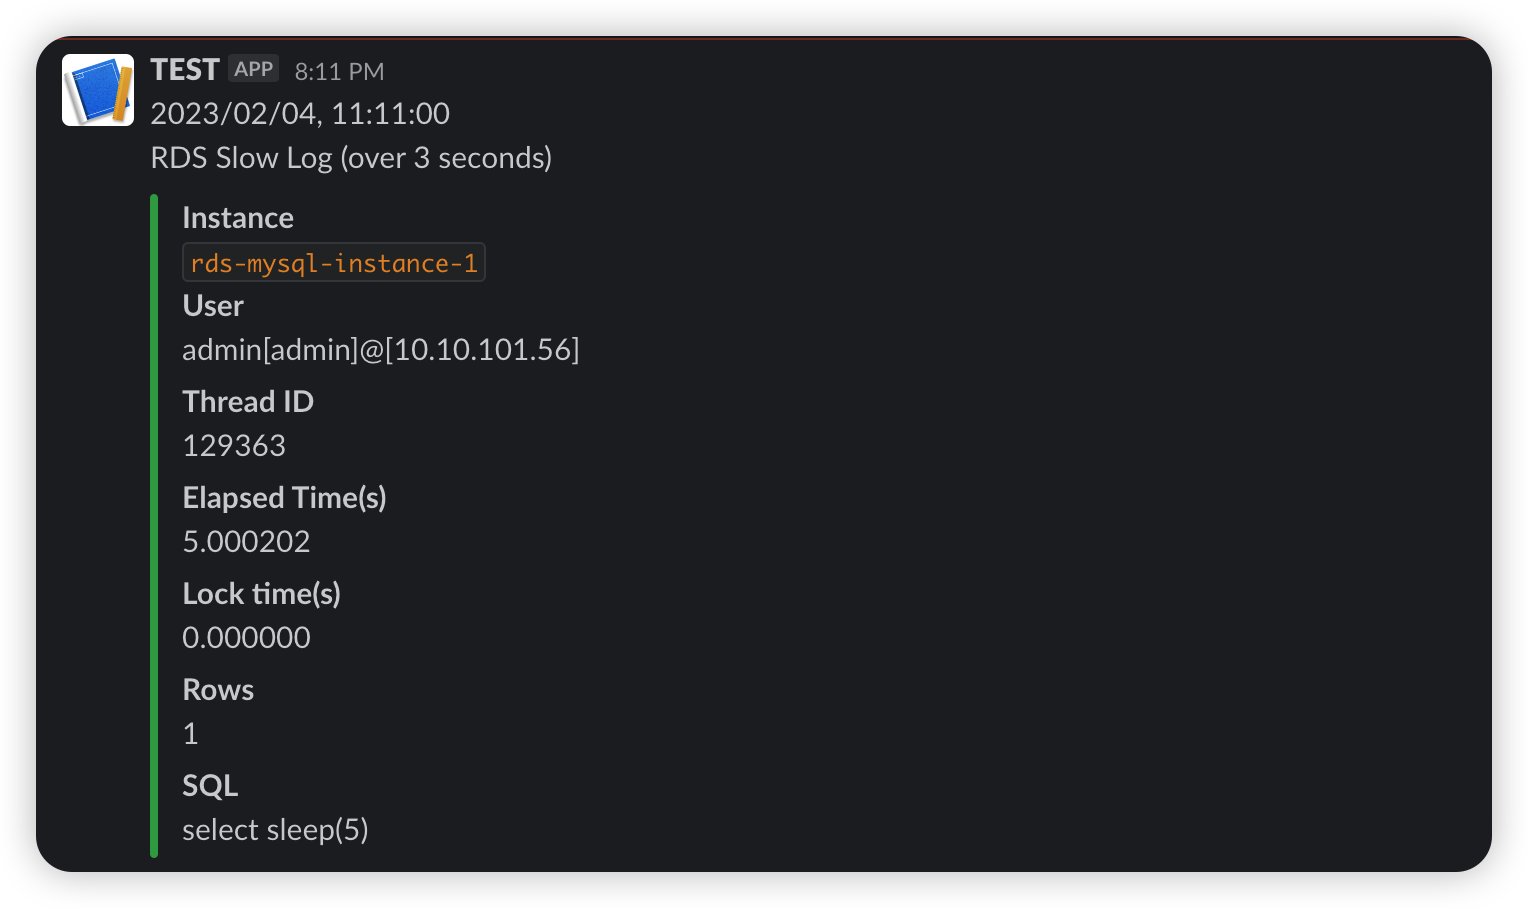 TEST APP 8:11 PM
2023/02/04, 11:11:00
RDS Slow Log (over 3 seconds)
Instance
rds-mysql-instance-1
User
admin[admin]@[10.10.101.56]
Thread ID
129363
Elapsed Time(s)
5.000202
Lock time(s)
0.000000
Rows
1
SQL
select sleep(5)